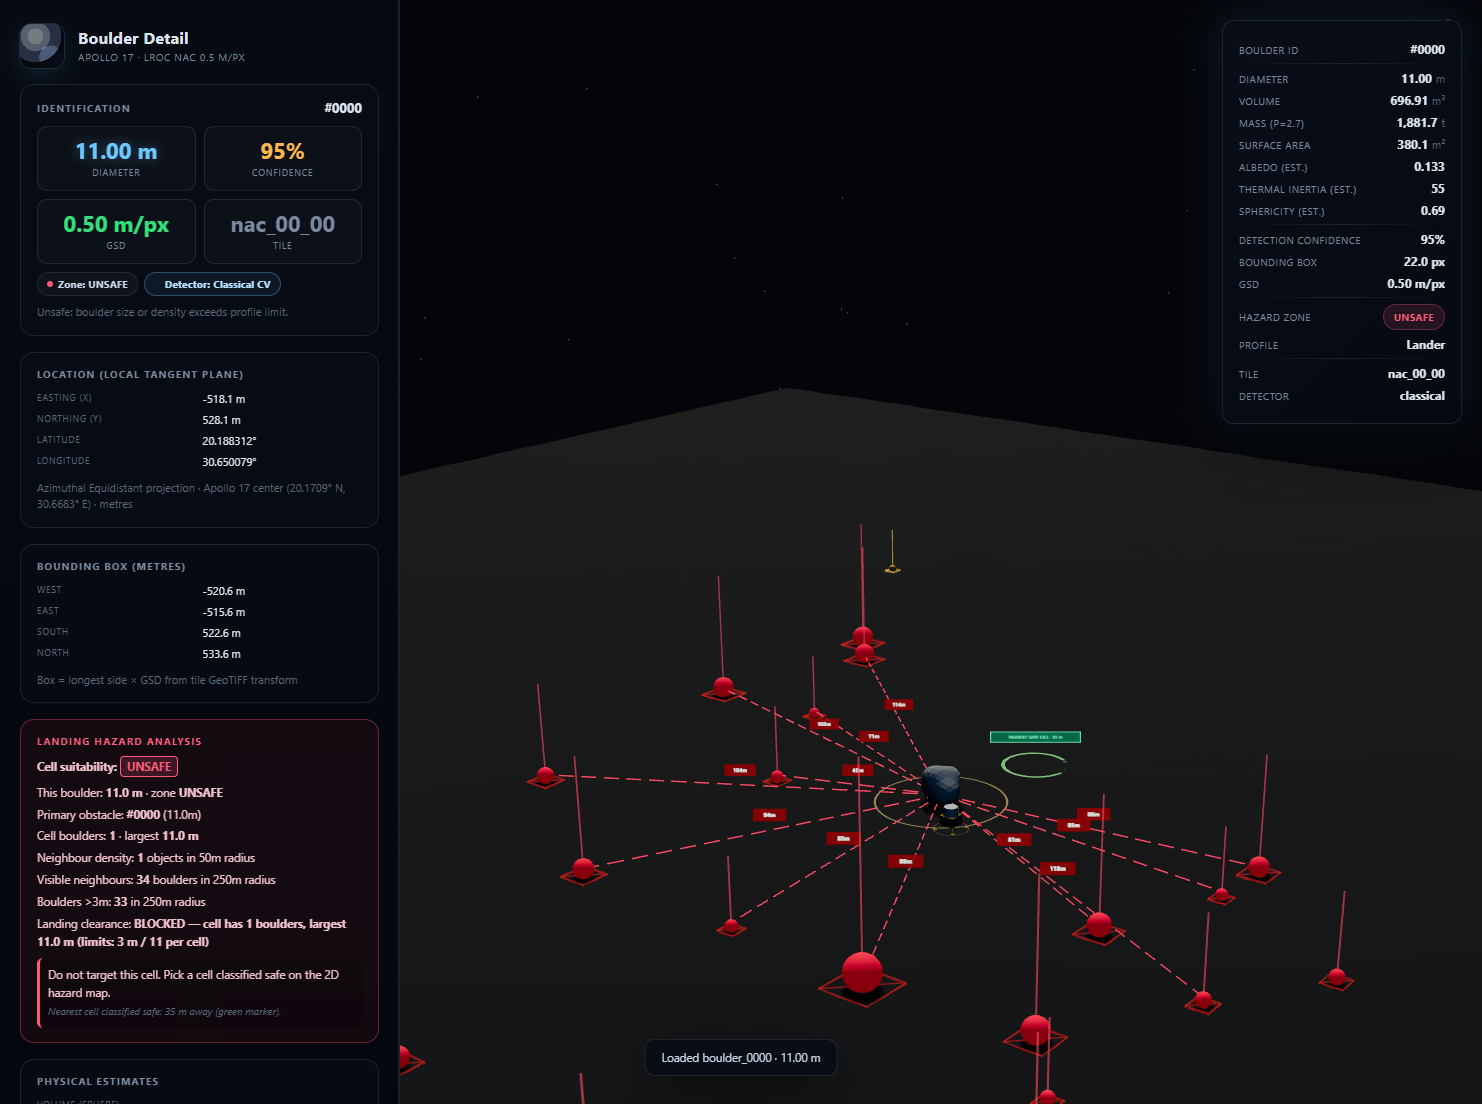 Boulder Detail
APOLLO 17 · LROC NAC 0.5 M/PX
IDENTIFICATION
#0000
11.00 m
DIAMETER
95%
CONFIDENCE
0.50 m/px
GSD
nac_00_00
TILE
Zone: UNSAFE
Detector: Classical CV
Unsafe: boulder size or density exceeds profile limit.
LOCATION (LOCAL TANGENT PLANE)
EASTING (X) -518.1 m
NORTHING (Y) 528.1 m
LATITUDE 20.188312°
LONGITUDE 30.650079°
Azimuthal Equidistant projection · Apollo 17 center (20.1709° N,
30.6683° E) · metres
BOUNDING BOX (METRES)
WEST -520.6 m
EAST -515.6 m
SOUTH 522.6 m
NORTH 533.6 m
Box = longest side × GSD from tile GeoTIFF transform
LANDING HAZARD ANALYSIS
Cell suitability: UNSAFE
This boulder: 11.0 m · zone UNSAFE
Primary obstacle: #0000 (11.0m)
Cell boulders: 1 · largest 11.0 m
Neighbour density: 1 objects in 50m radius
Visible neighbours: 34 boulders in 250m radius
Boulders >3m: 33 in 250m radius
Landing clearance: BLOCKED — cell has 1 boulders, largest
11.0 m (limits: 3 m / 11 per cell)
Do not target this cell. Pick a cell classified safe on the 2D
hazard map.
Nearest cell classified safe: 35 m away (green marker).
PHYSICAL ESTIMATES
BOULDER ID #0000
DIAMETER 11.00 m
VOLUME 696.91 m³
MASS (Ρ=2.7) 1,881.7 t
SURFACE AREA 380.1 m²
ALBEDO (EST.) 0.133
THERMAL INERTIA (EST.) 55
SPHERICITY (EST.) 0.69
DETECTION CONFIDENCE 95%
BOUNDING BOX 22.0 px
GSD 0.50 m/px
HAZARD ZONE UNSAFE
PROFILE Lander
TILE nac_00_00
DETECTOR classical
114m
71m
NEAREST SAFE CELL · 35 m
104m
94m
81m
Loaded boulder_0000 · 11.00 m